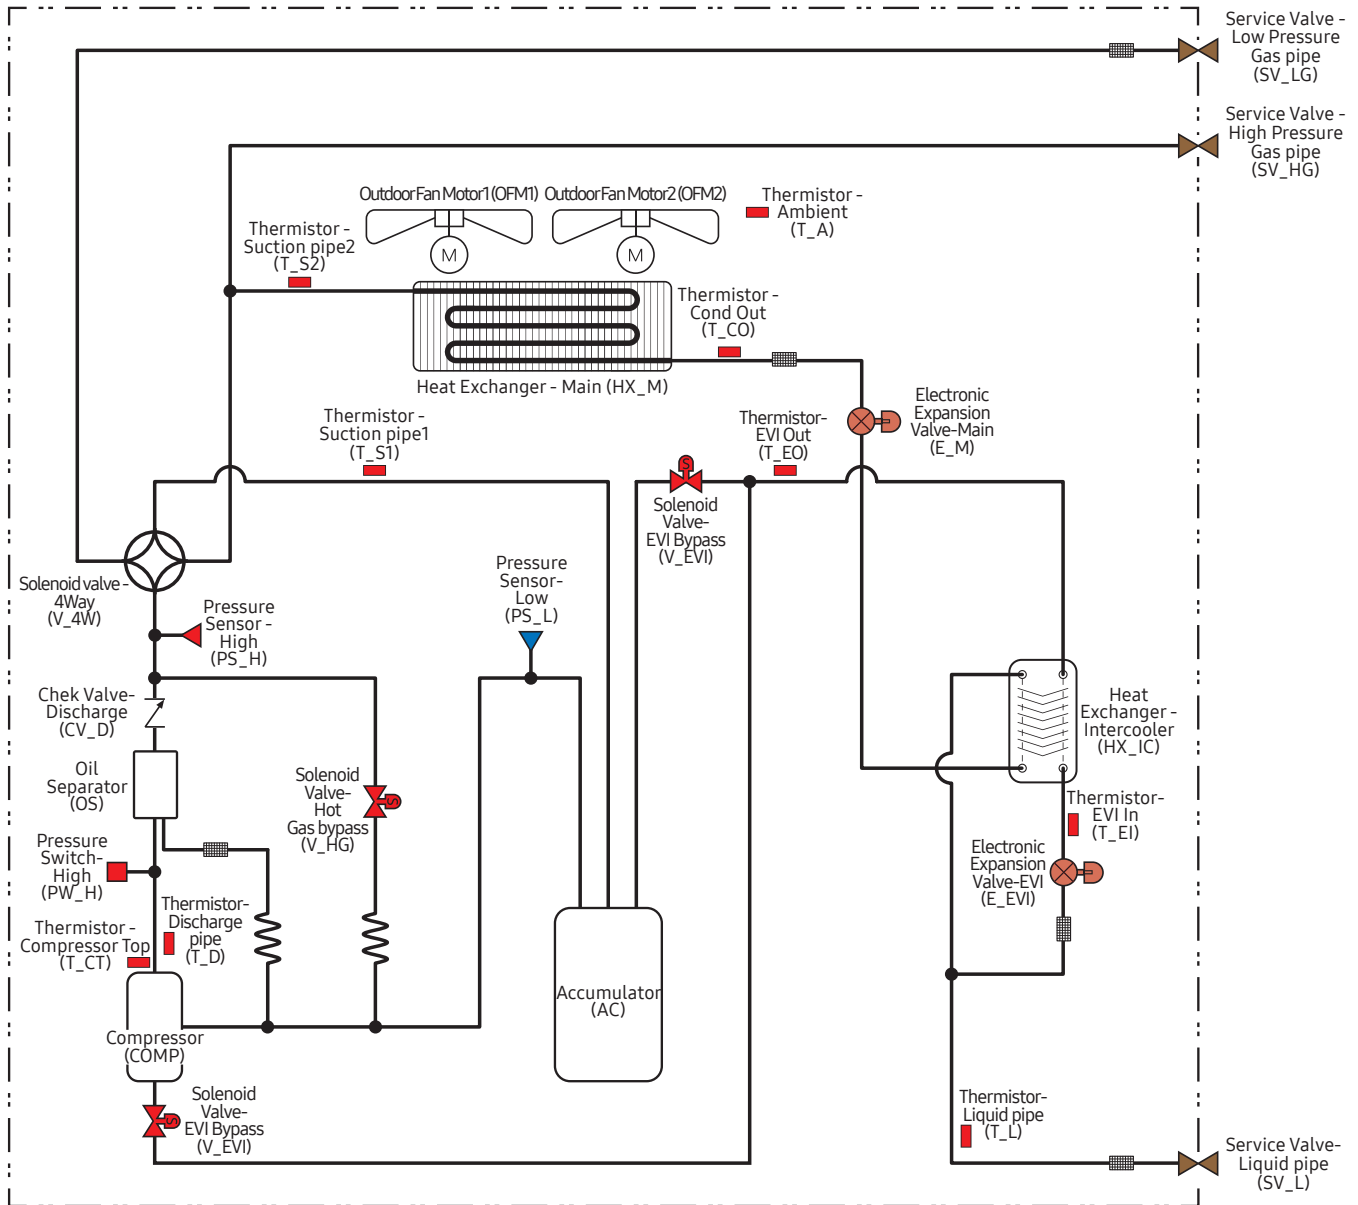 Service Valve -
Low Pressure
Gas pipe
(SV_LG)
Service Valve -
High Pressure
Gas pipe
(SV_HG)
OutdoorFan Motor1(OFM1)
OutdoorFan Motor2(OFM2)
M
M
Thermistor -
Ambient
(T_A)
Thermistor -
Suction pipe2
(T_S2)
Thermistor -
Cond Out
(T_CO)
Heat Exchanger - Main (HX_M)
Electronic
Expansion
Valve-Main
(E_M)
Thermistor -
Suction pipe1
(T_S1)
Thermistor-
EVI Out
(T_EO)
S
Solenoid
Valve-
EVI Bypass
(V_EVI)
Solenoid valve -
4Way
(V_4W)
Pressure
Sensor -
High
(PS_H)
Pressure
Sensor-
Low
(PS_L)
Chek Valve-
Discharge
(CV_D)
Heat
Exchanger -
Intercooler
(HX_IC)
Oil
Separator
(OS)
Solenoid
Valve-
Hot
Gas bypass
(V_HG)
S
Thermistor-
EVI In
(T_EI)
Pressure
Switch-
High
(PW_H)
Electronic
Expansion
Valve-EVI
(E_EVI)
Thermistor-
Discharge
pipe
(T_D)
Thermistor -
Compressor Top
(T_CT)
Accumulator
(AC)
Compressor
(COMP)
Solenoid
Valve-
EVI Bypass
(V_EVI)
S
Thermistor-
Liquid pipe
(T_L)
Service Valve-
Liquid pipe
(SV_L)